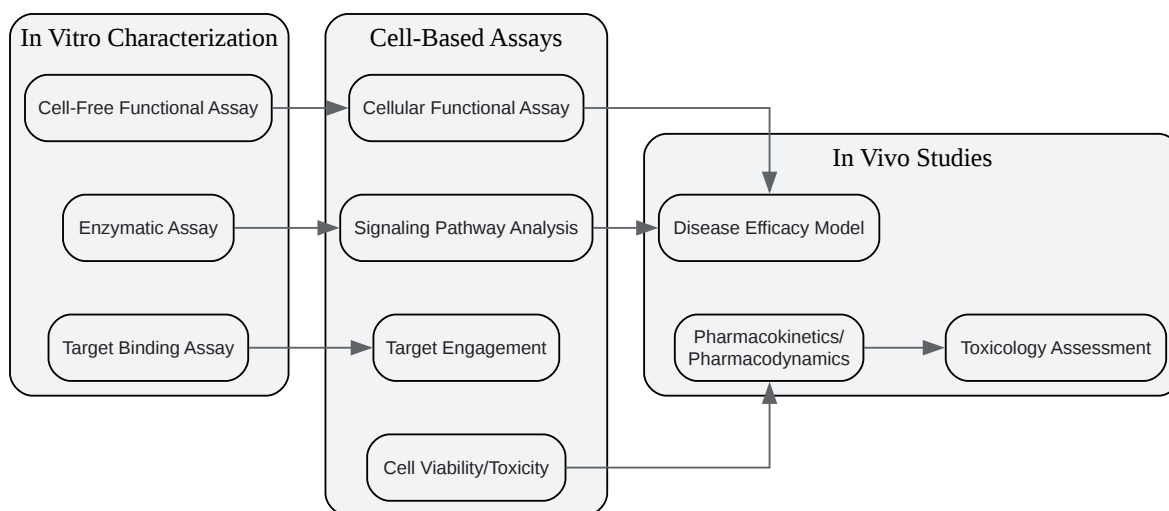 In Vitro Characterization
Cell-Free Functional Assay
Enzymatic Assay
Target Binding Assay
Cell-Based Assays
Cellular Functional Assay
Signaling Pathway Analysis
Target Engagement
Cell Viability/Toxicity
In Vivo Studies
Disease Efficacy Model
Pharmacokinetics/
Pharmacodynamics
Toxicology Assessment